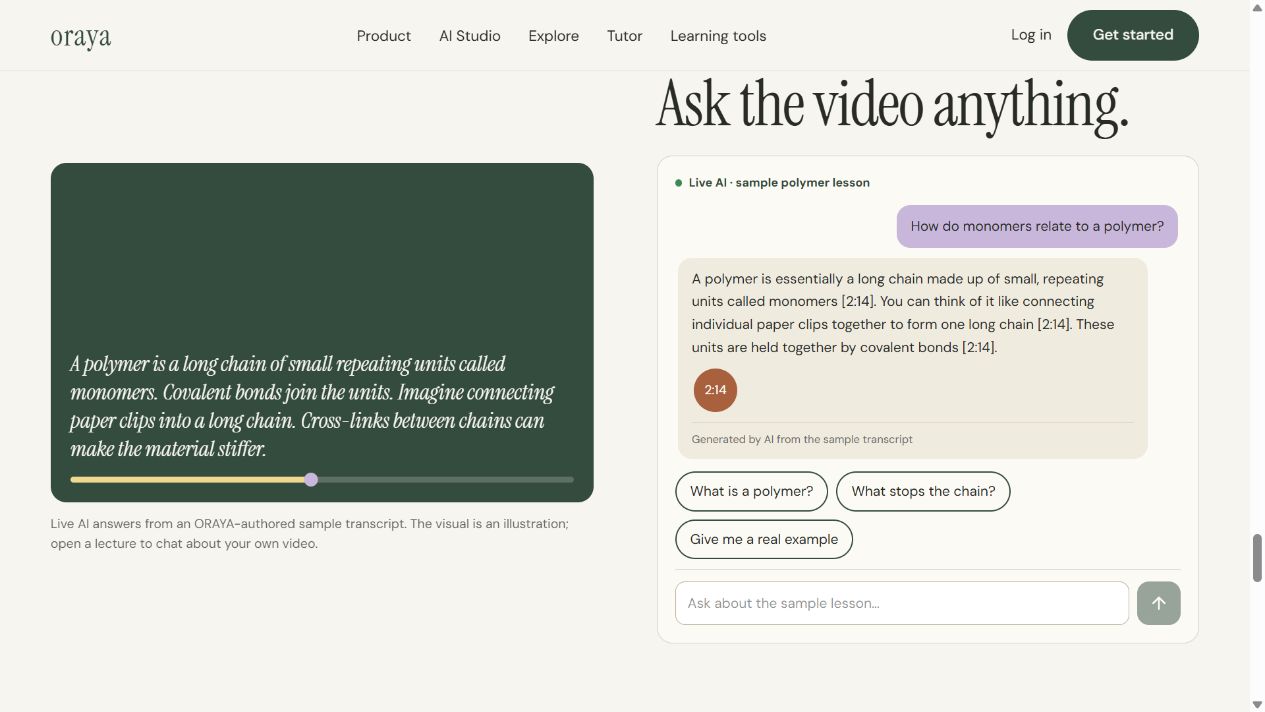 oraya
Product
AI Studio
Explore
Tutor
Learning tools
Log in
Get started
Ask the video anything.
A polymer is a long chain of small repeating units called
monomers. Covalent bonds join the units. Imagine connecting
paper clips into a long chain. Cross-links between chains can
make the material stiffer.
Live AI answers from an ORAYA-authored sample transcript. The visual is an illustration;
open a lecture to chat about your own video.
Live AI · sample polymer lesson
How do monomers relate to a polymer?
A polymer is essentially a long chain made up of small, repeating
units called monomers [2:14]. You can think of it like connecting
individual paper clips together to form one long chain [2:14]. These
units are held together by covalent bonds [2:14].
2:14
Generated by AI from the sample transcript
What is a polymer?
What stops the chain?
Give me a real example
Ask about the sample lesson...